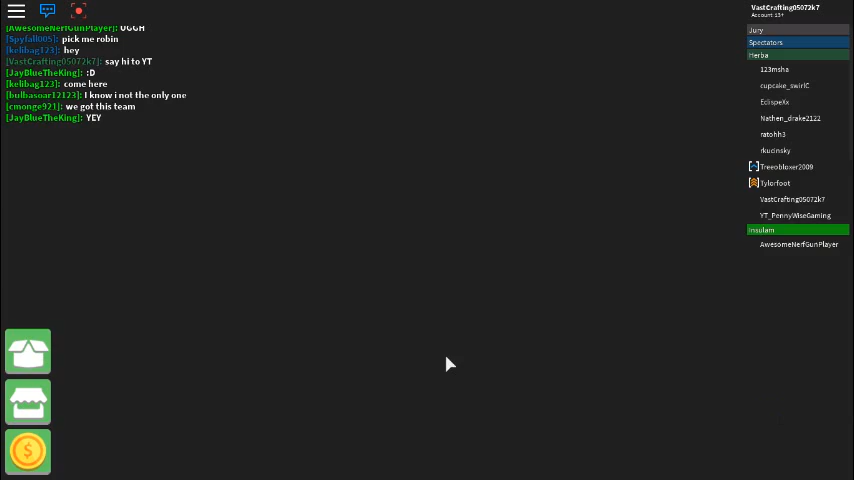 [AwesomeNerfGunPlayer]: UGGH
[Spyfall005]: pick me robin
[kelibag123]: hey
[VastCrafting05072k7]: say hi to YT
[JayBlueTheKing]: :D
[kelibag123]: come here
[bulbasoar12123]: I know i not the only one
[cmonge921]: we got this team
[JayBlueTheKing]: YEY
VastCrafting05072k7
Account: 13+
Jury
Spectators
Herba
123msha
cupcake_swirlC
EclispeXx
Nathen_drake2122
ratohh3
rkucinsky
Treeobloxer2009
Tylorfoot
VastCrafting05072k7
YT_PennyWiseGaming
Insulam
AwesomeNerfGunPlayer